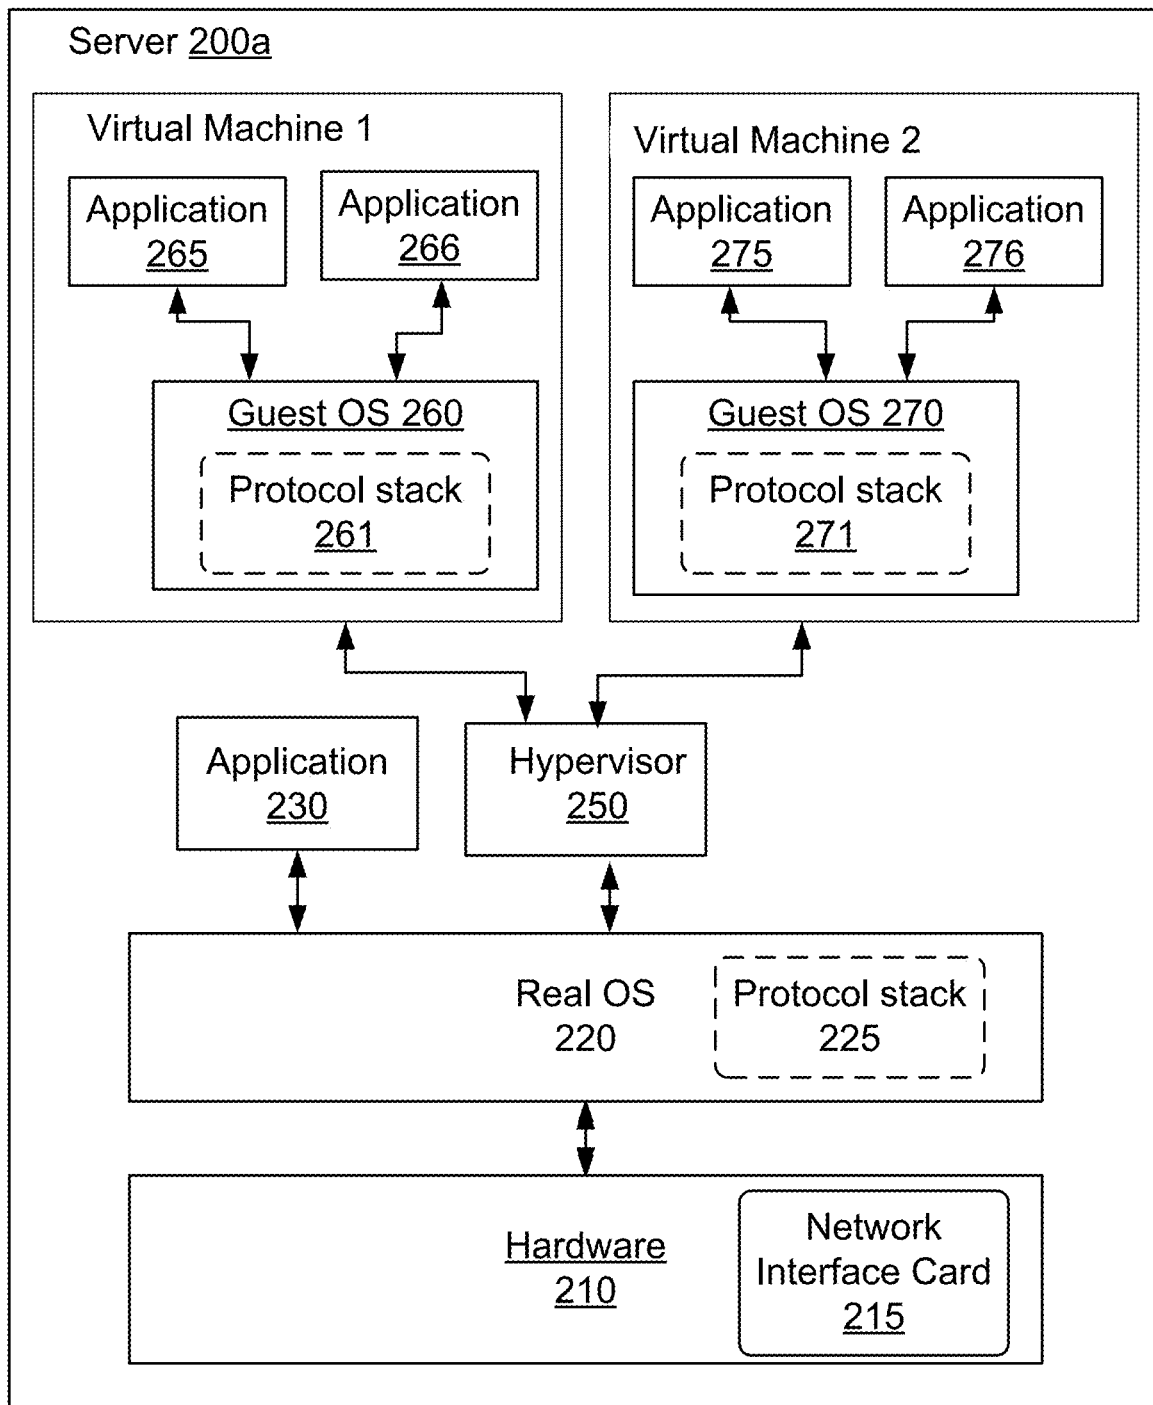 Server 200a
Virtual Machine 1
Application
265
Application
266
Guest OS 260
Protocol stack
261
Virtual Machine 2
Application
275
Application
276
Guest OS 270
Protocol stack
271
Application
230
Hypervisor
250
Real OS
220
Protocol stack
225
Hardware
210
Network
Interface Card
215